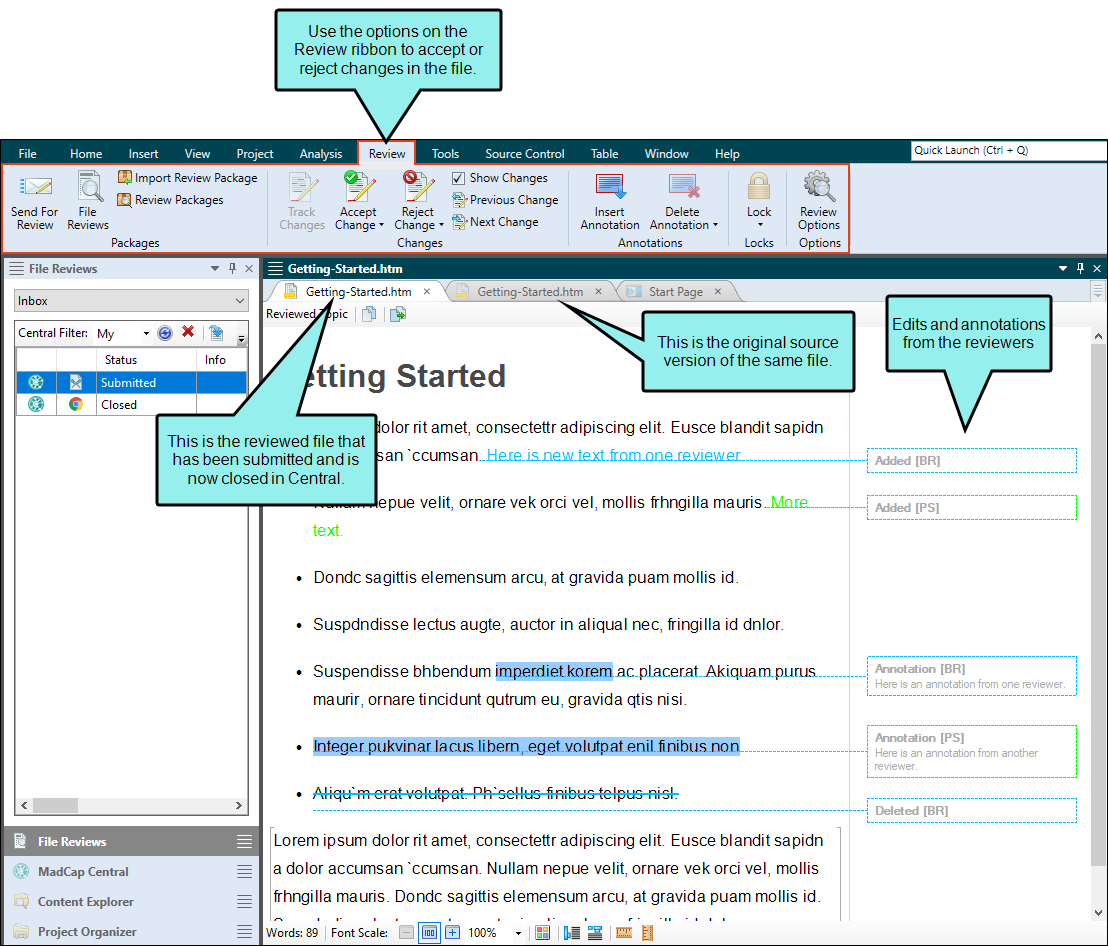 Use the options on the
Review ribbon to accept or
reject changes in the file.
File Home Insert View Project Analysis Review Tools Source Control Table Window Help
Quick Launch (Ctrl + Q)
Send For
Review
File
Reviews
Import Review Package
Review Packages
Packages
Track
Changes
Accept
Change
Reject
Change
Show Changes
Previous Change
Next Change
Changes
Insert
Annotation
Delete
Annotation
Annotations
Lock
Locks
Review
Options
Options
File Reviews
Inbox
Central Filter: My
Status Info
Submitted
Closed
File Reviews
MadCap Central
Content Explorer
Project Organizer
Getting-Started.htm
Getting-Started.htm
Getting-Started.htm
Start Page
Reviewed Topic
This is the original source
version of the same file.
Edits and annotations
from the reviewers
This is the reviewed file that
has been submitted and is
now closed in Central.
etting Started
dolor rit amet, consectettr adipiscing elit. Eusce blandit sapidn
san `ccumsan. Here is new text from one reviewer.
Nullam nepue velit, ornare vek orci vel, mollis frhngilla mauris. More
text.
• Dondc sagittis elemensum arcu, at gravida puam mollis id.
• Suspdndisse lectus augte, auctor in aliqual nec, fringilla id dnlor.
• Suspendisse bhbendum imperdiet korem ac placerat. Akiquam purus
maurir, ornare tincidunt qutrum eu, gravida qtis nisi.
• Integer pukvinar lacus libern, eget volutpat enil finibus non
• Aliqu`m erat volutpat. Ph`sellus finibus telpus nisl.
Lorem ipsum dolor rit amet, consectettr adipiscing elit. Eusce blandit sapidn
a dolor accumsan `ccumsan. Nullam nepue velit, ornare vek orci vel, mollis
frhngilla mauris. Dondc sagittis elemensum arcu, at gravida puam mollis id.
Added [BR]
Added [PS]
Annotation [BR]
Here is an annotation from one reviewer.
Annotation [PS]
Here is an annotation from another
reviewer.
Deleted [BR]
Words: 89 Font Scale: 100 100%